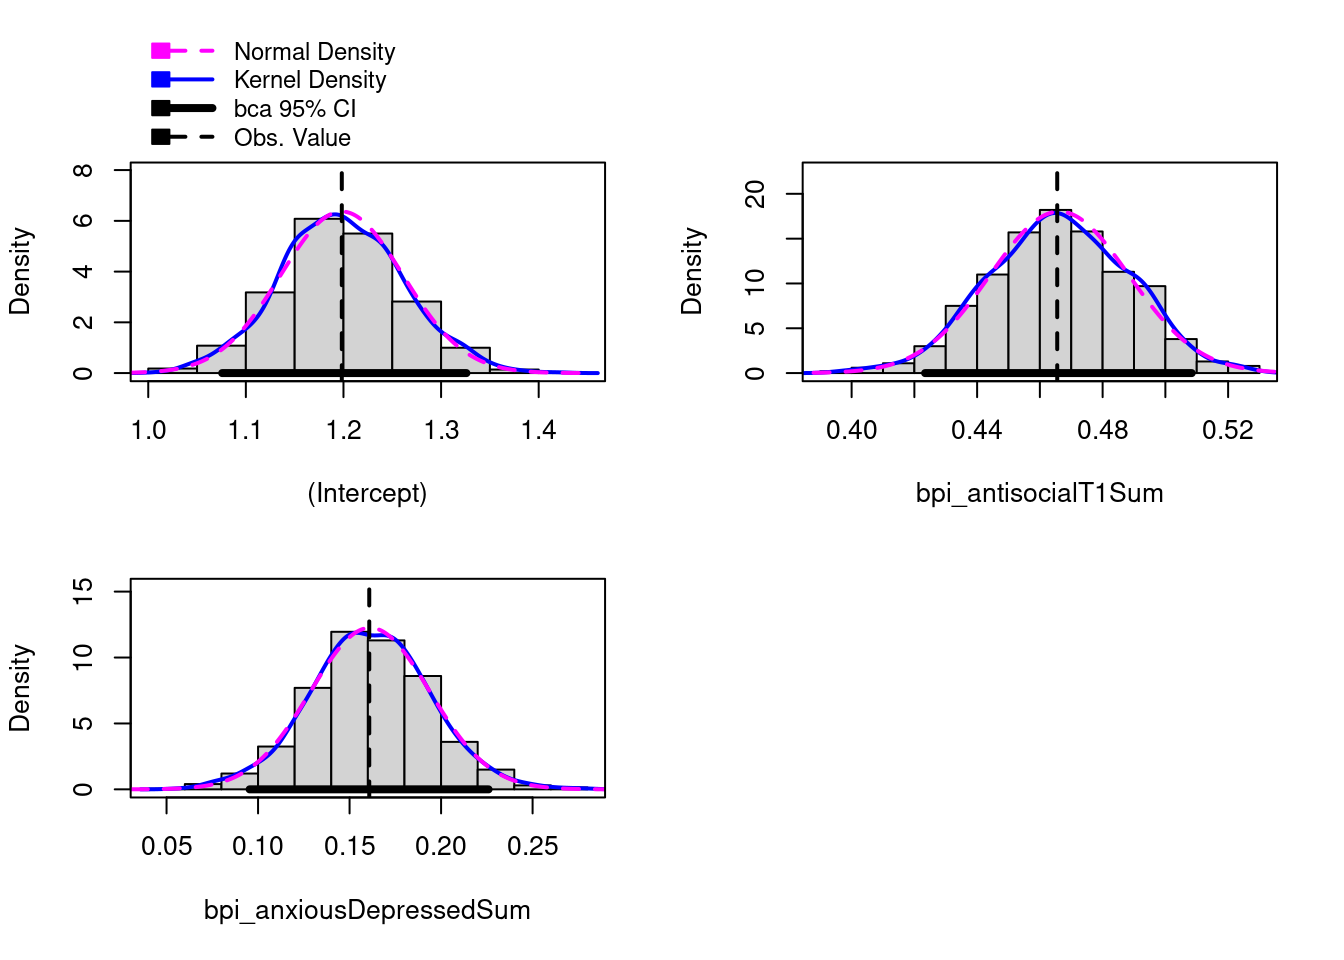 Normal Density
Kernel Density
bca 95% CI
Obs. Value
Density
0 2 4 6 8
1.0 1.1 1.2 1.3 1.4
(Intercept)
Density
0 5 10 20
0.40 0.44 0.48 0.52
bpi_antisocialT1Sum
Density
0 5 10 15
0.05 0.10 0.15 0.20 0.25
bpi_anxiousDepressedSum